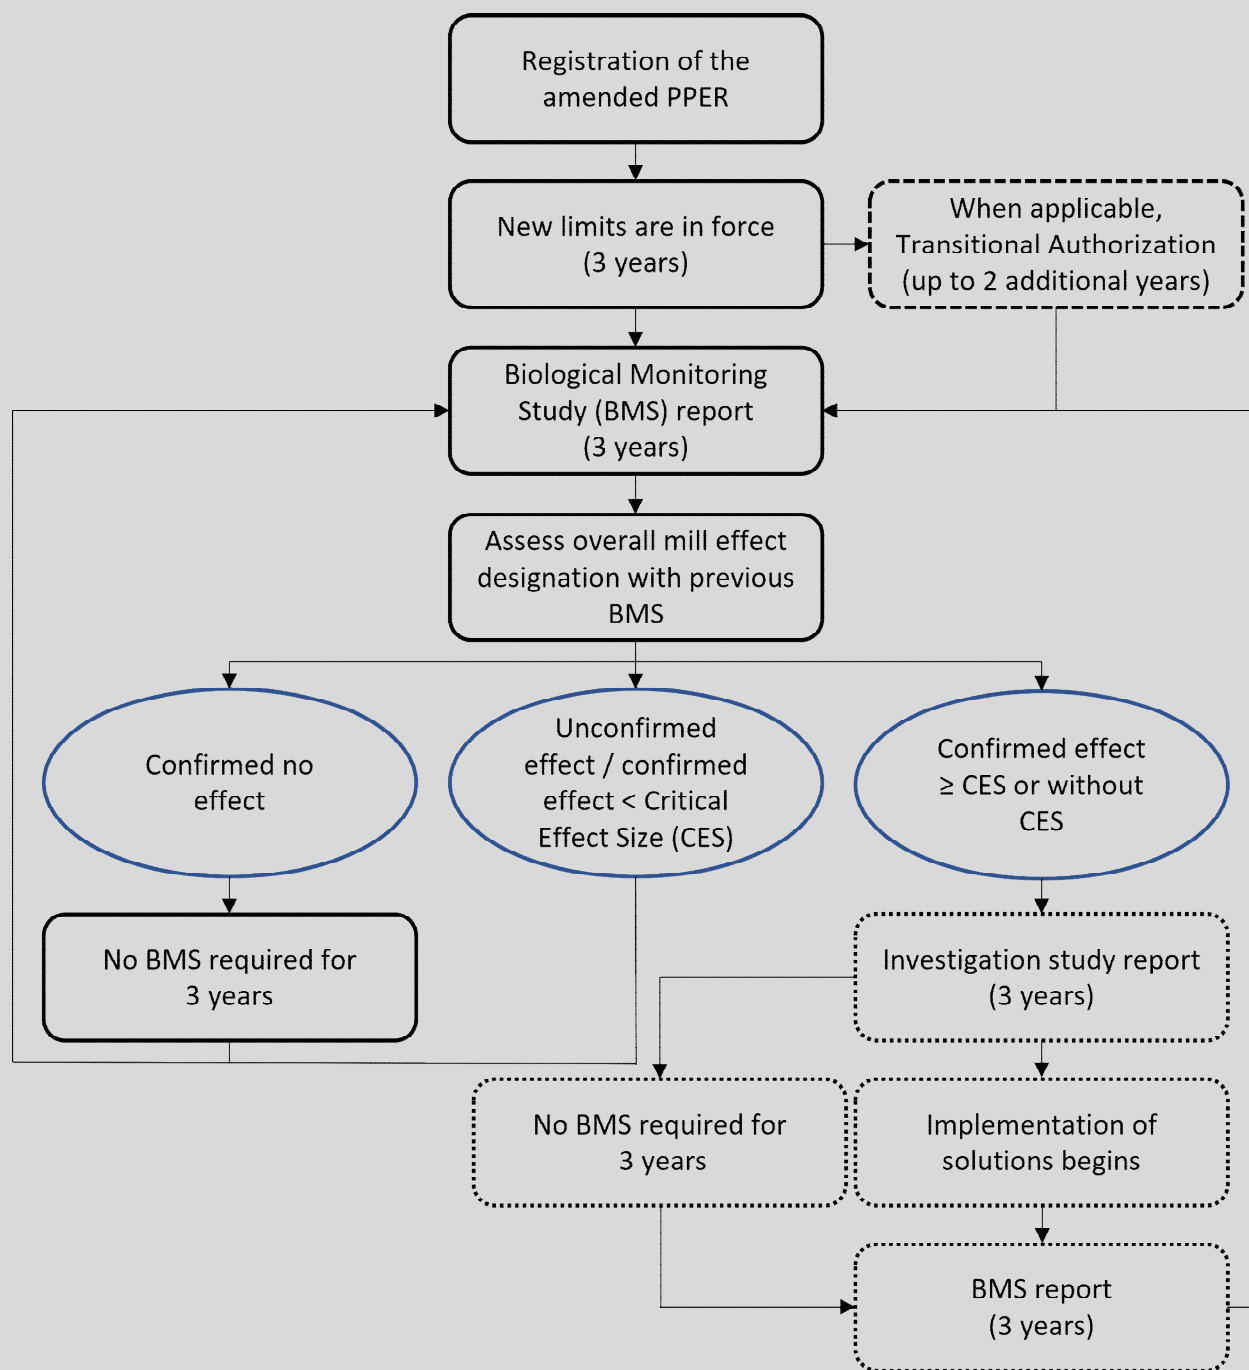 Registration of the
amended PPER
New limits are in force
(3 years)
When applicable,
Transitional Authorization
(up to 2 additional years)
Biological Monitoring
Study (BMS) report
(3 years)
Assess overall mill effect
designation with previous
BMS
Confirmed no
effect
Unconfirmed
effect / confirmed
effect < Critical
Effect Size (CES)
Confirmed effect
≥ CES or without
CES
No BMS required for
3 years
Investigation study report
(3 years)
No BMS required for
3 years
Implementation of
solutions begins
BMS report
(3 years)